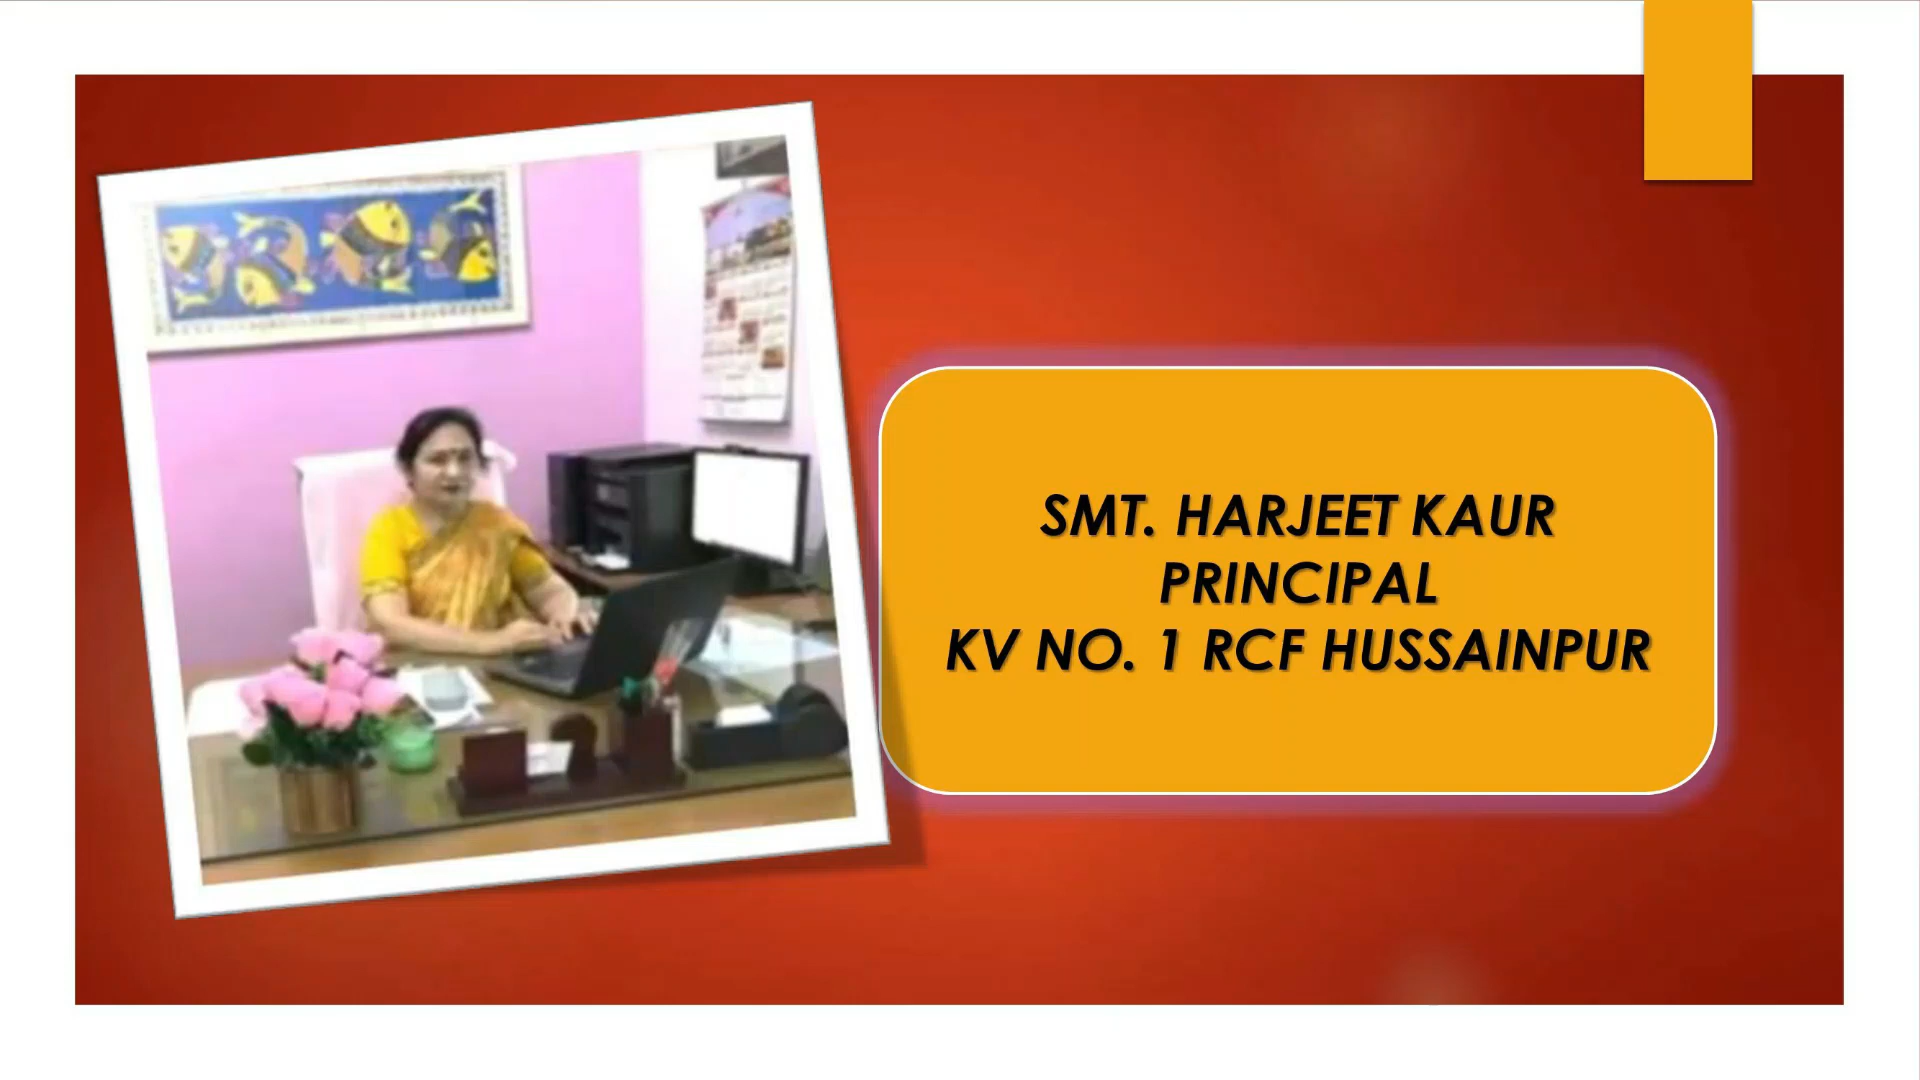 SMT. HARJEET KAUR
PRINCIPAL
KV NO. 1 RCF HUSSAINPUR